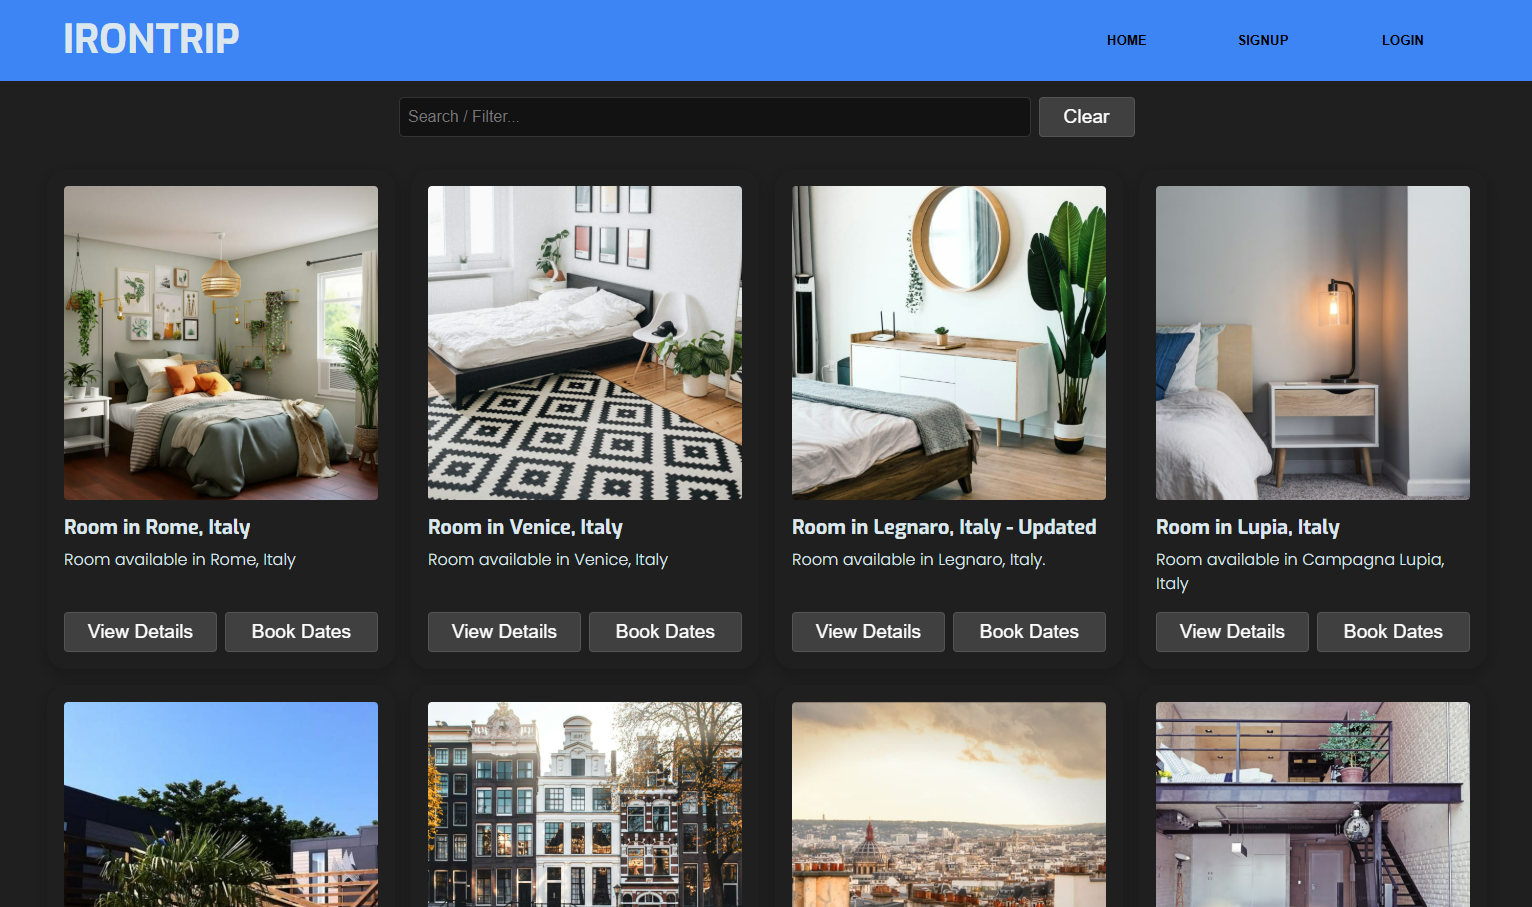 IRONTRIP
HOME
SIGNUP
LOGIN
Search / Filter...
Clear
Room in Rome, Italy
Room available in Rome, Italy
View Details
Book Dates
Room in Venice, Italy
Room available in Venice, Italy
View Details
Book Dates
Room in Legnaro, Italy - Updated
Room available in Legnaro, Italy.
View Details
Book Dates
Room in Lupia, Italy
Room available in Campagna Lupia,
Italy
View Details
Book Dates